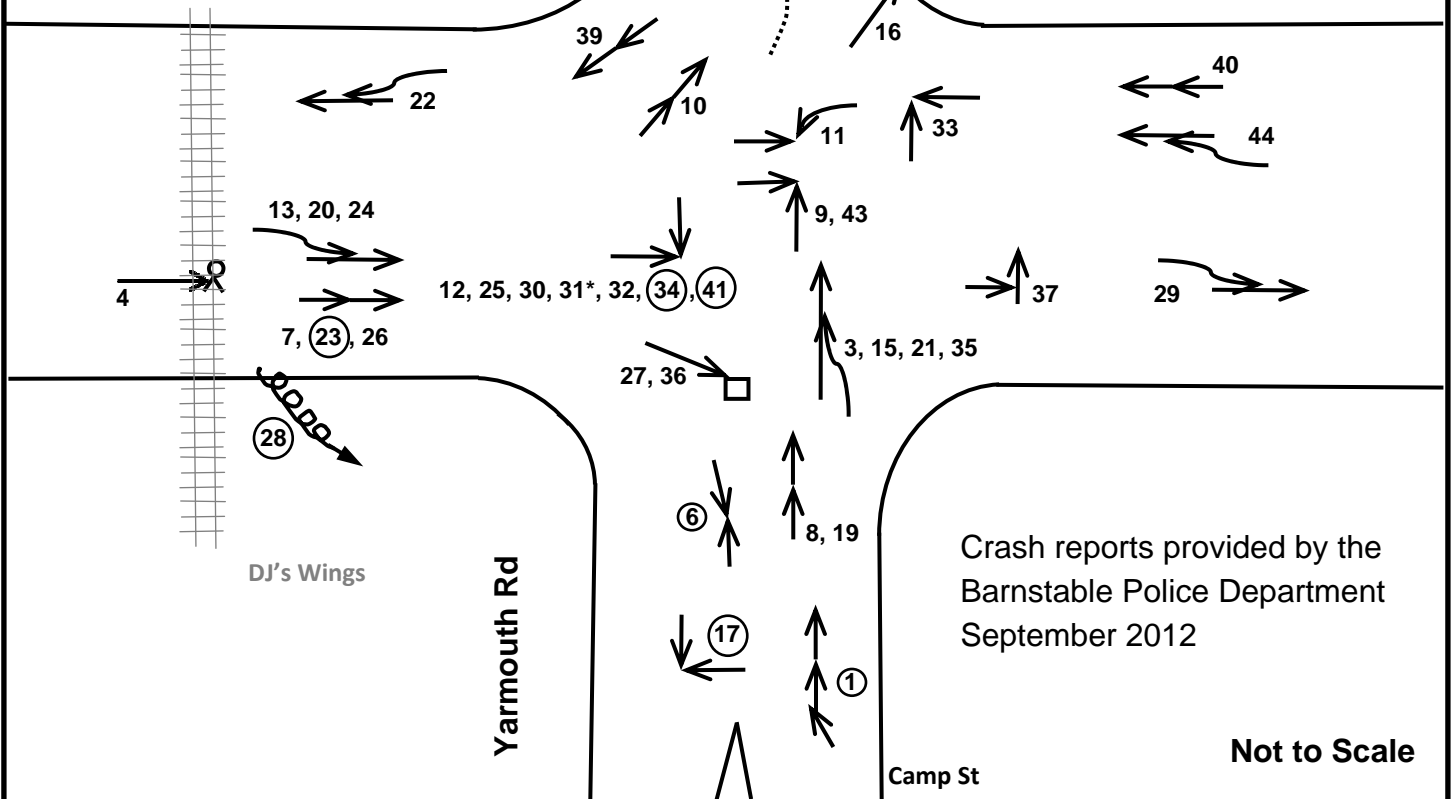 16
39
40
22
10
11
33
44
13, 20, 24
9, 43
4
12, 25, 30, 31*, 32, 34, 41
37
29
7, 23, 26
3, 15, 21, 35
27, 36
28
6
8, 19
Crash reports provided by the
Barnstable Police Department
September 2012
DJ's Wings
Yarmouth Rd
17
1
Not to Scale
Camp St